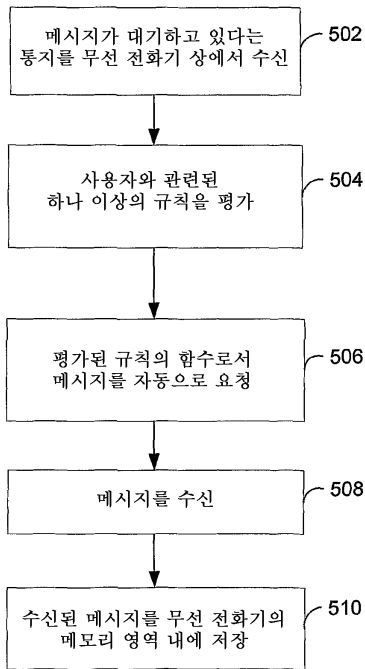 메시지가 대기하고 있다는
통지를 무선 전화기 상에서 수신
502
사용자와 관련된
하나 이상의 규칙을 평가
504
평가된 규칙의 함수로서
메시지를 자동으로 요청
506
메시지를 수신
508
수신된 메시지를 무선 전화기의
메모리 영역 내에 저장
510